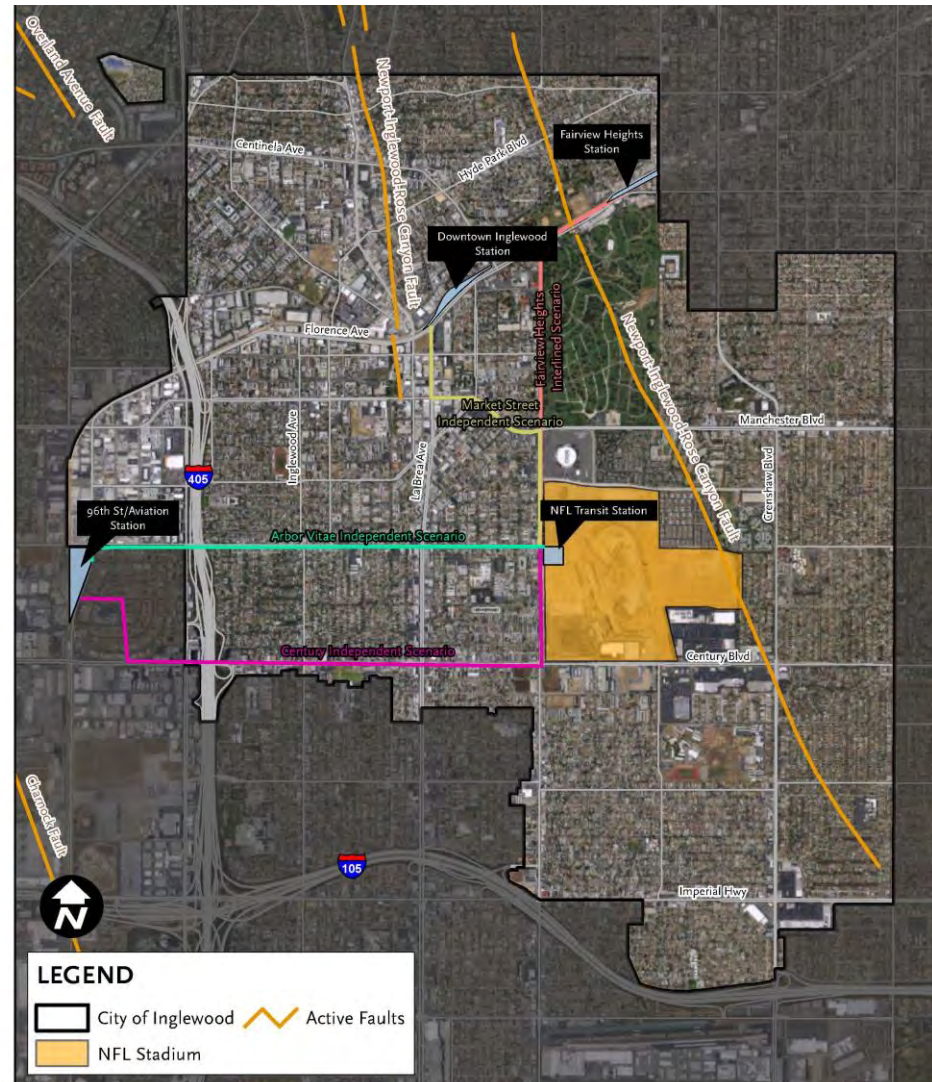 Overland Avenue Fault
Newport-Inglewood-Rose Canyon Fault
Fairview Heights
Station
Centinela Ave
Hyde Park Blvd
Downtown Inglewood
Station
Florence Ave
Fairview Heights
Interlined Scenario
Newport-Inglewood-Rose Canyon Fault
Market Street
Independent Scenario
Manchester Blvd
Inglewood Ave
La Brea Ave
Crenshaw Blvd
405
96th St/Aviation
Station
NFL Transit Station
Arbor Vitae Independent Scenario
Century Independent Scenario
Century Blvd
Charnock Fault
105
Imperial Hwy
N
LEGEND
City of Inglewood
Active Faults
NFL Stadium